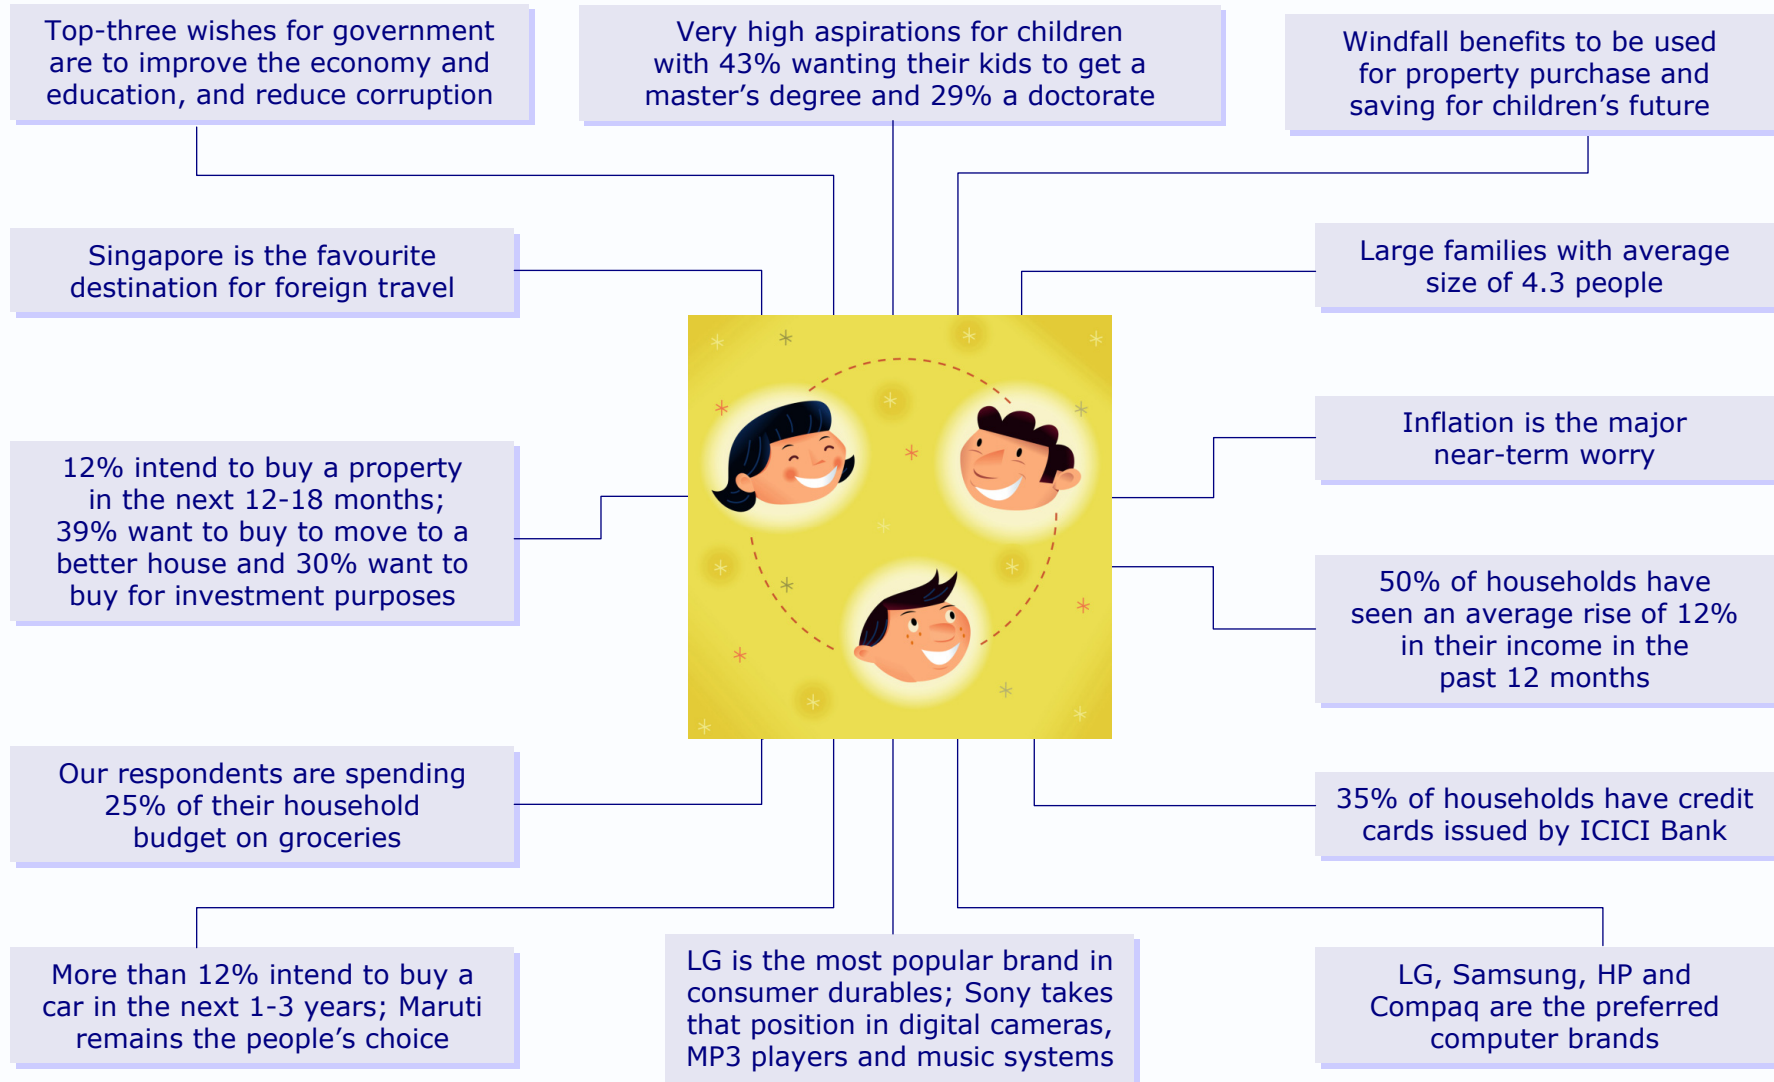 Top-three wishes for government
are to improve the economy and
education, and reduce corruption
Very high aspirations for children
with 43% wanting their kids to get a
master's degree and 29% a doctorate
Windfall benefits to be used
for property purchase and
saving for children's future
Singapore is the favourite
destination for foreign travel
Large families with average
size of 4.3 people
12% intend to buy a property
in the next 12-18 months;
39% want to buy to move to a
better house and 30% want to
buy for investment purposes
Inflation is the major
near-term worry
50% of households have
seen an average rise of 12%
in their income in the
past 12 months
Our respondents are spending
25% of their household
budget on groceries
35% of households have credit
cards issued by ICICI Bank
More than 12% intend to buy a
car in the next 1-3 years; Maruti
remains the people's choice
LG is the most popular brand in
consumer durables; Sony takes
that position in digital cameras,
MP3 players and music systems
LG, Samsung, HP and
Compaq are the preferred
computer brands